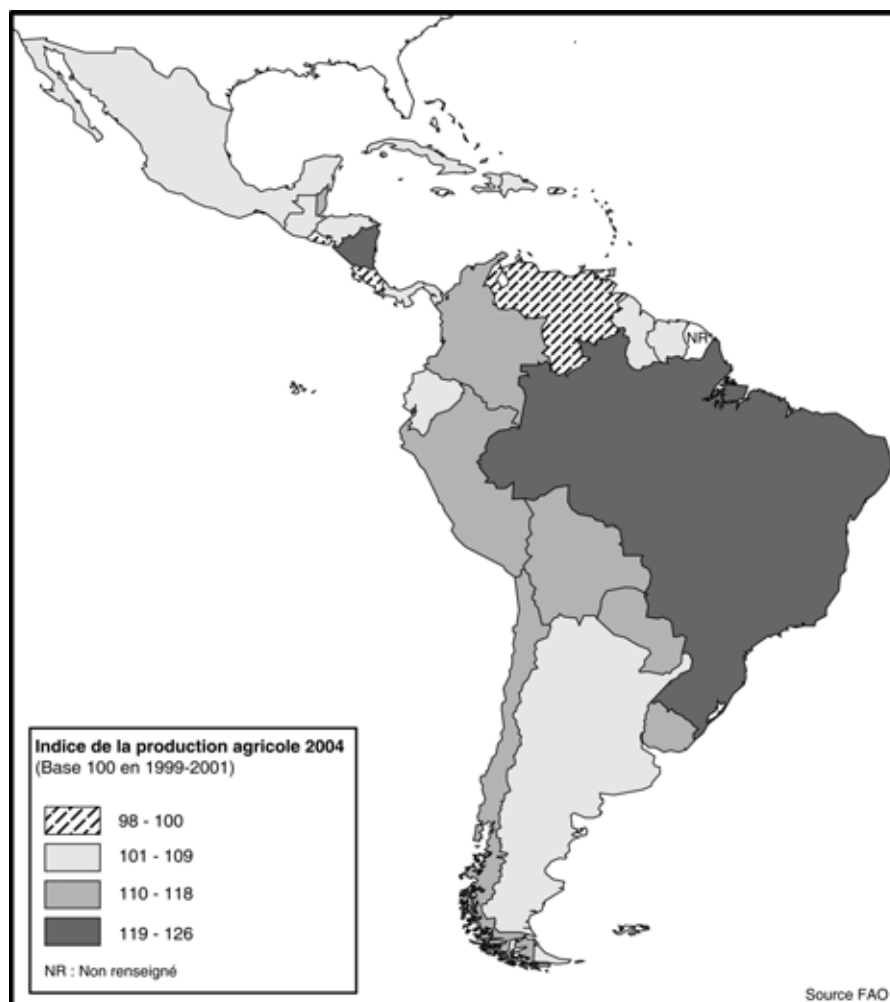 NR
Indice de la production agricole 2004
(Base 100 en 1999-2001)
98 - 100
101 - 109
110 - 118
119 - 126
NR : Non renseigné
Source FAO